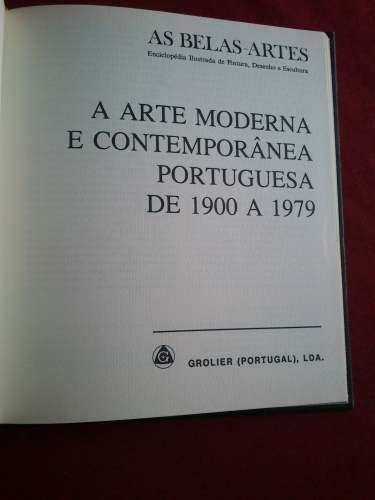 AS BELAS-ARTES
Enciclopédia Ilustrada de Pintura, Desenho e Escultura
A ARTE MODERNA
E CONTEMPORÂNEA
PORTUGUESA
DE 1900 A 1979
G
GROLIER (PORTUGAL), LDA.